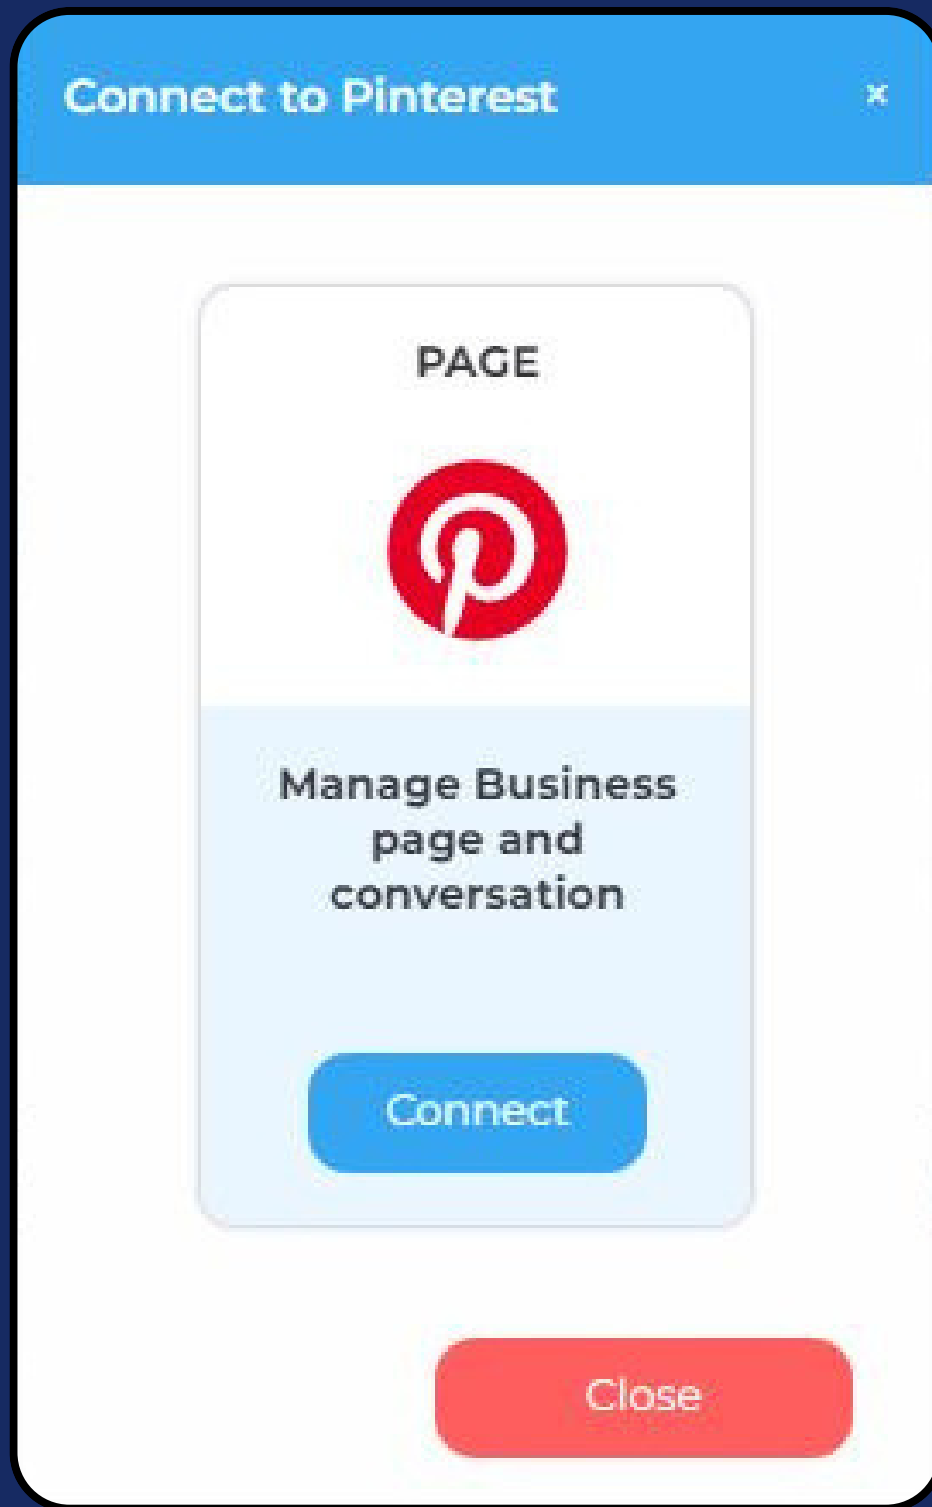 Connect to Pinterest x
PAGE
Manage Business
page and
conversation
Connect
Close